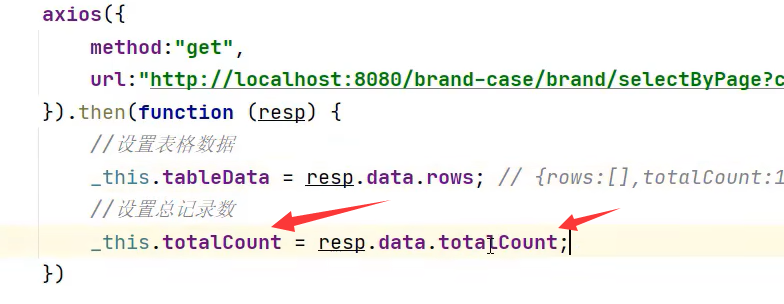 axios({
method:"get",
url:"http://localhost:8080/brand-case/brand/selectByPage?c
}).then(function (resp) {
//设置表格数据
_this.tableData = resp.data.rows; // {rows:[],totalCount:1
//设置总记录数
_this.totalCount = resp.data.totalCount;
})